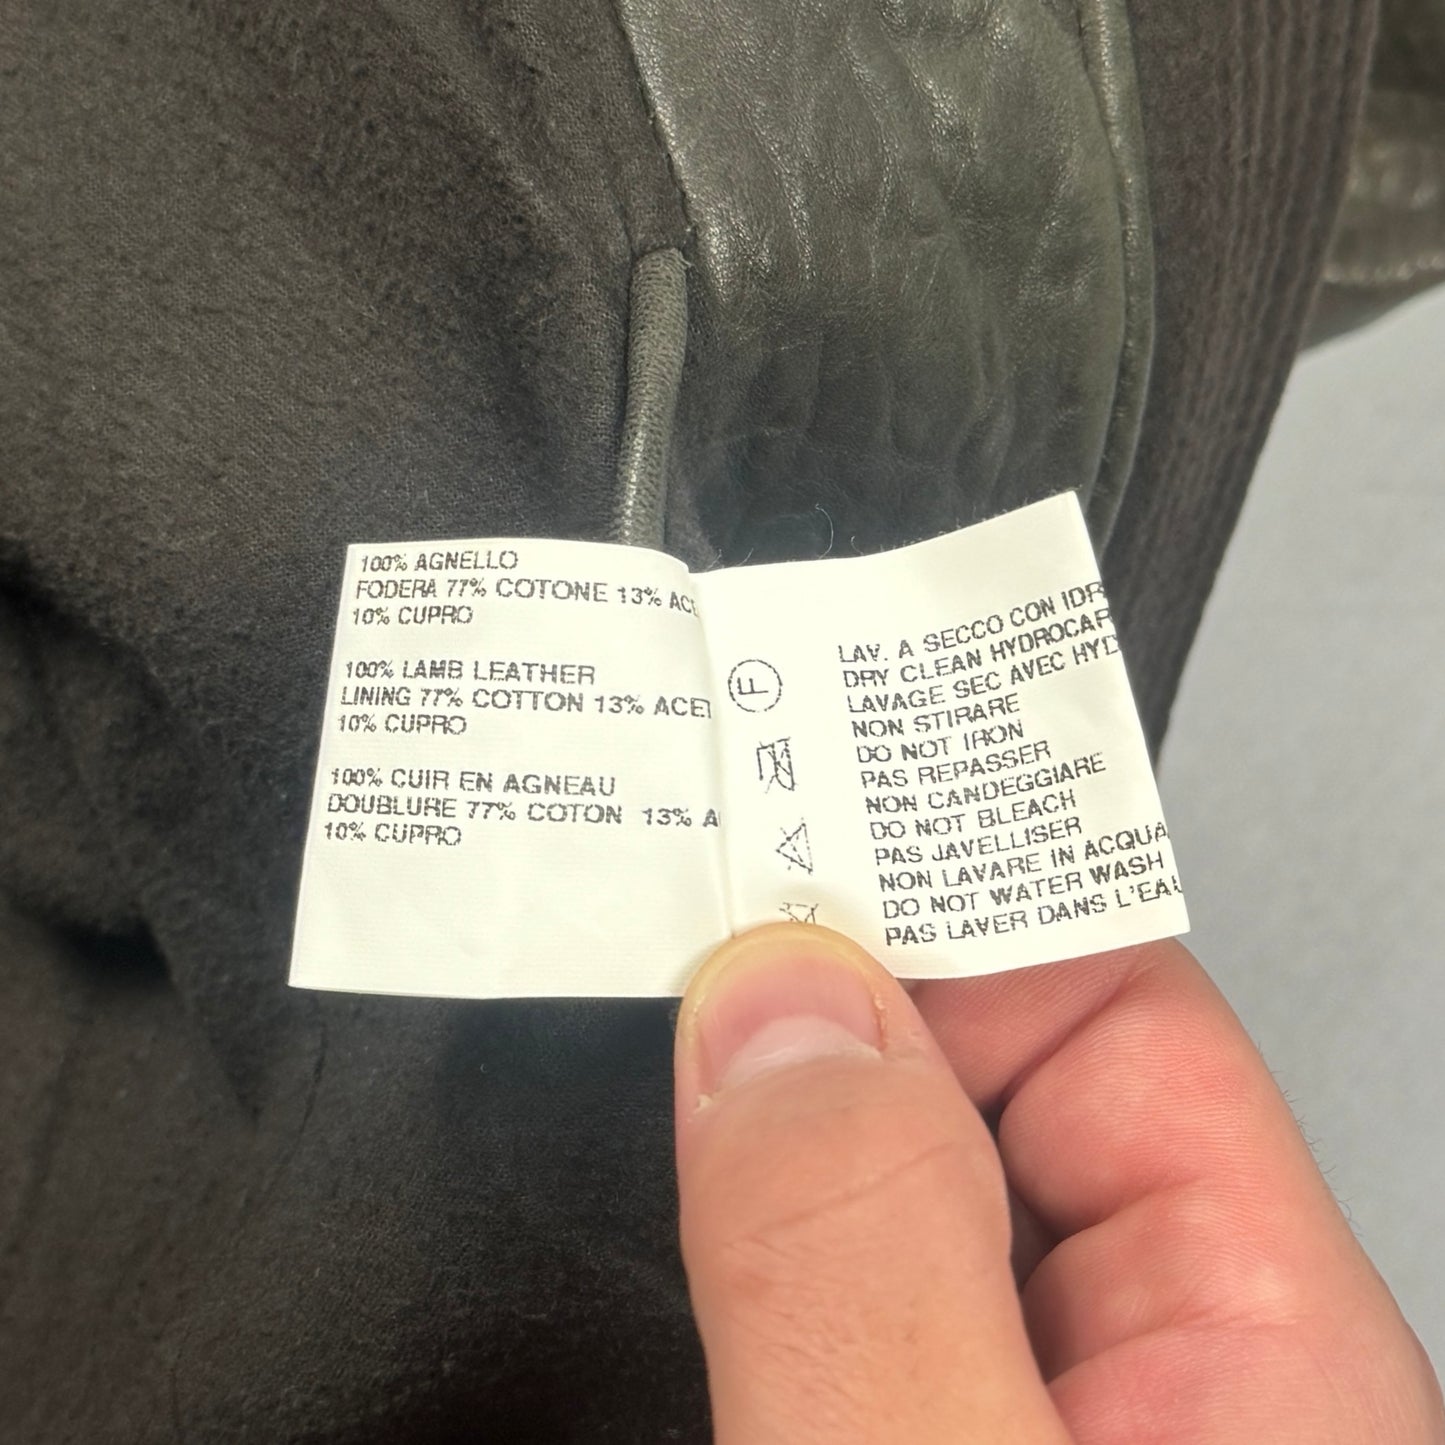 100% AGNELLO
FODERA 77% COTONE 13% ACE
10% CUPRO
100% LAMB LEATHER
LINING 77% COTTON 13% ACET
10% CUPRO
100% CUIR EN AGNEAU
DOUBLURE 77% COTON 13% A
10% CUPRO
F
LAV. A SECCO CON IDR
DRY CLEAN HYDROCAR
LAVAGE SEC AVEC HYD
NON STIRARE
DO NOT IRON
PAS REPASSER
NON CANDEGGIARE
DO NOT BLEACH
PAS JAVELLISER
NON LAVARE IN ACQUA
DO NOT WATER WASH
PAS LAVER DANS L'EAU